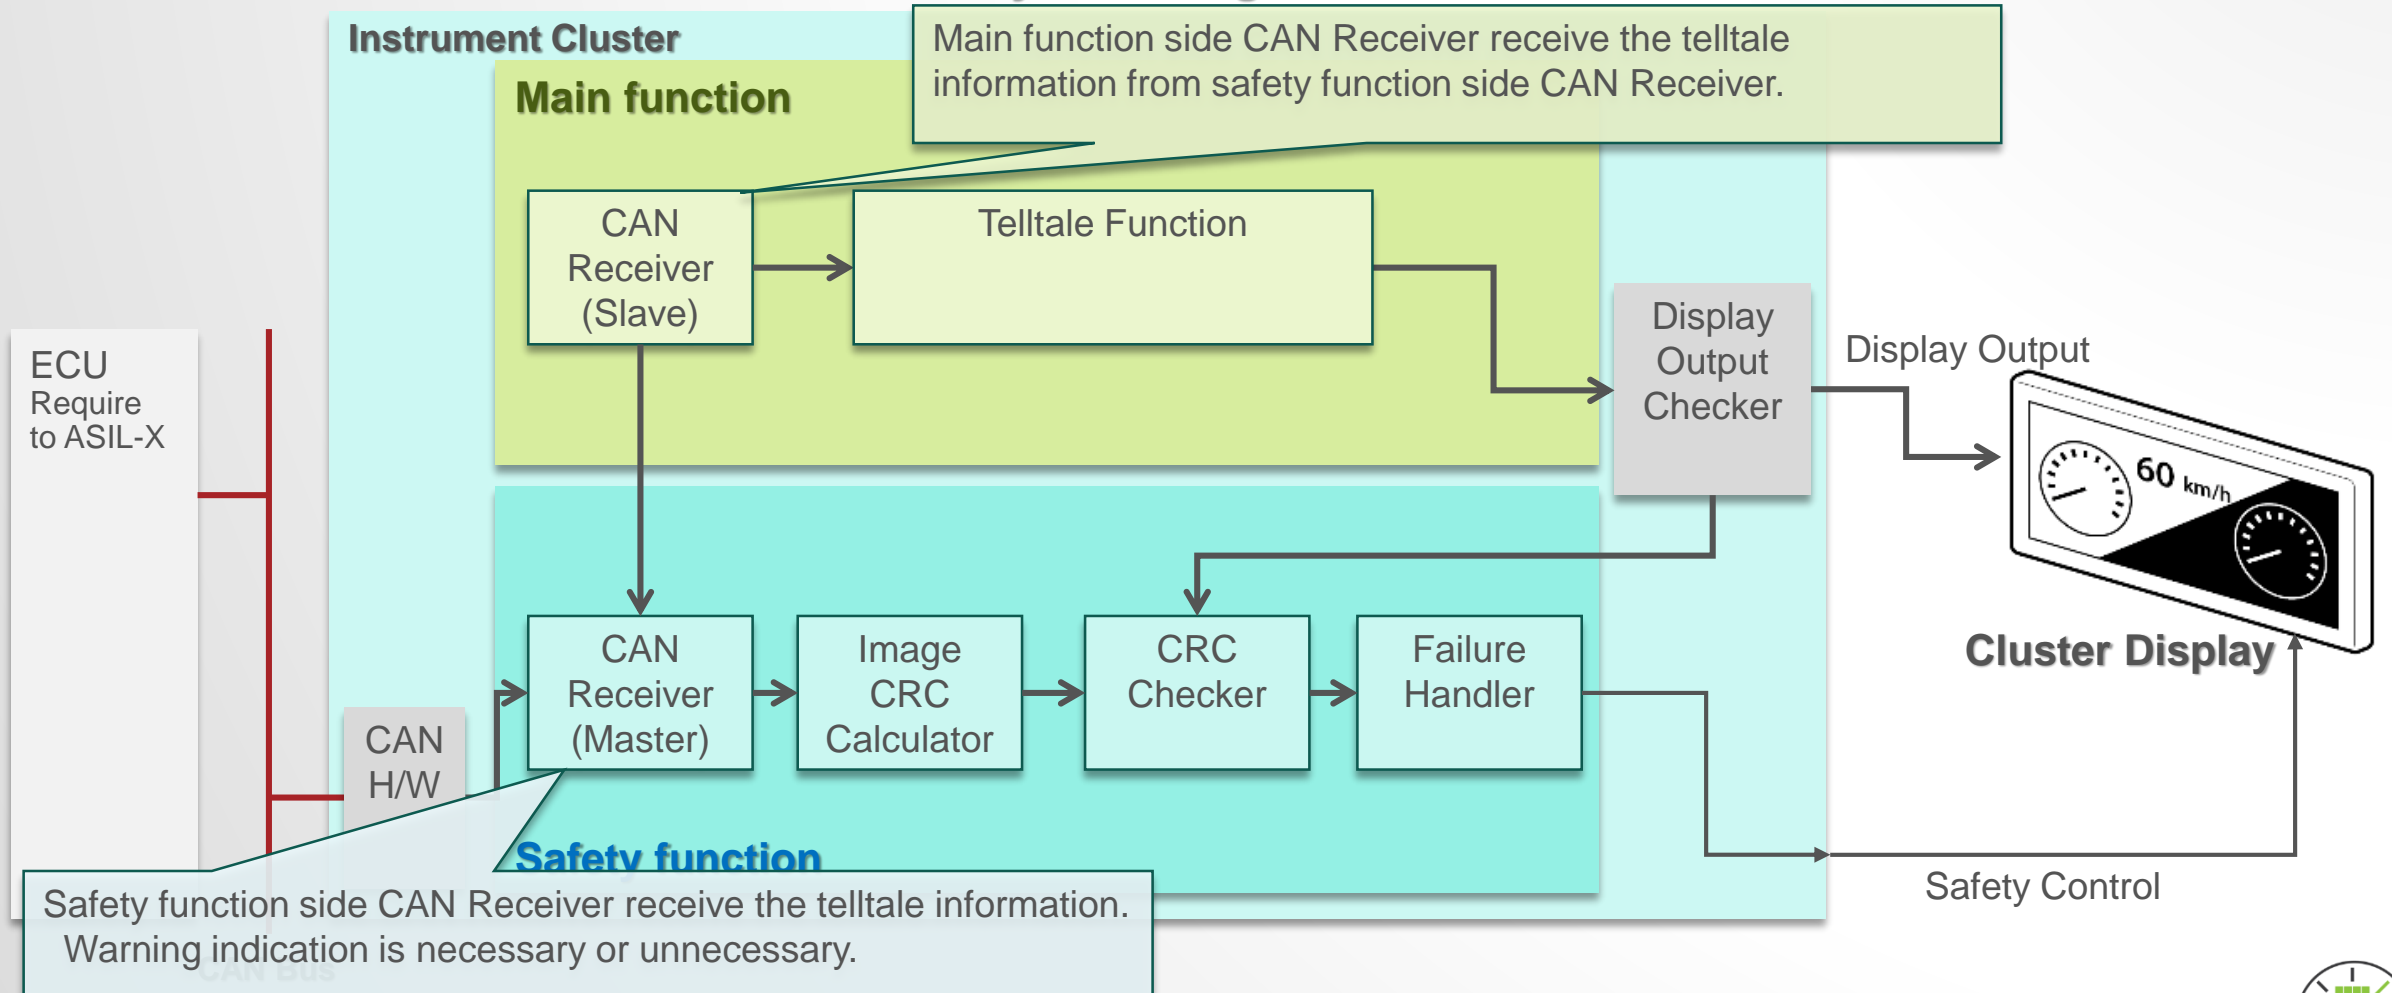 Instrument Cluster
Main function side CAN Receiver receive the telltale
information from safety function side CAN Receiver.
Main function
CAN
Receiver
(Slave)
Telltale Function
Display
Output
Checker
Display Output
ECU
Require
to ASIL-X
60 km/h
Cluster Display
CAN
Receiver
(Master)
Image
CRC
Calculator
CRC
Checker
Failure
Handler
CAN
H/W
Safety function
Safety Control
Safety function side CAN Receiver receive the telltale information.
Warning indication is necessary or unnecessary.
CAN Bus